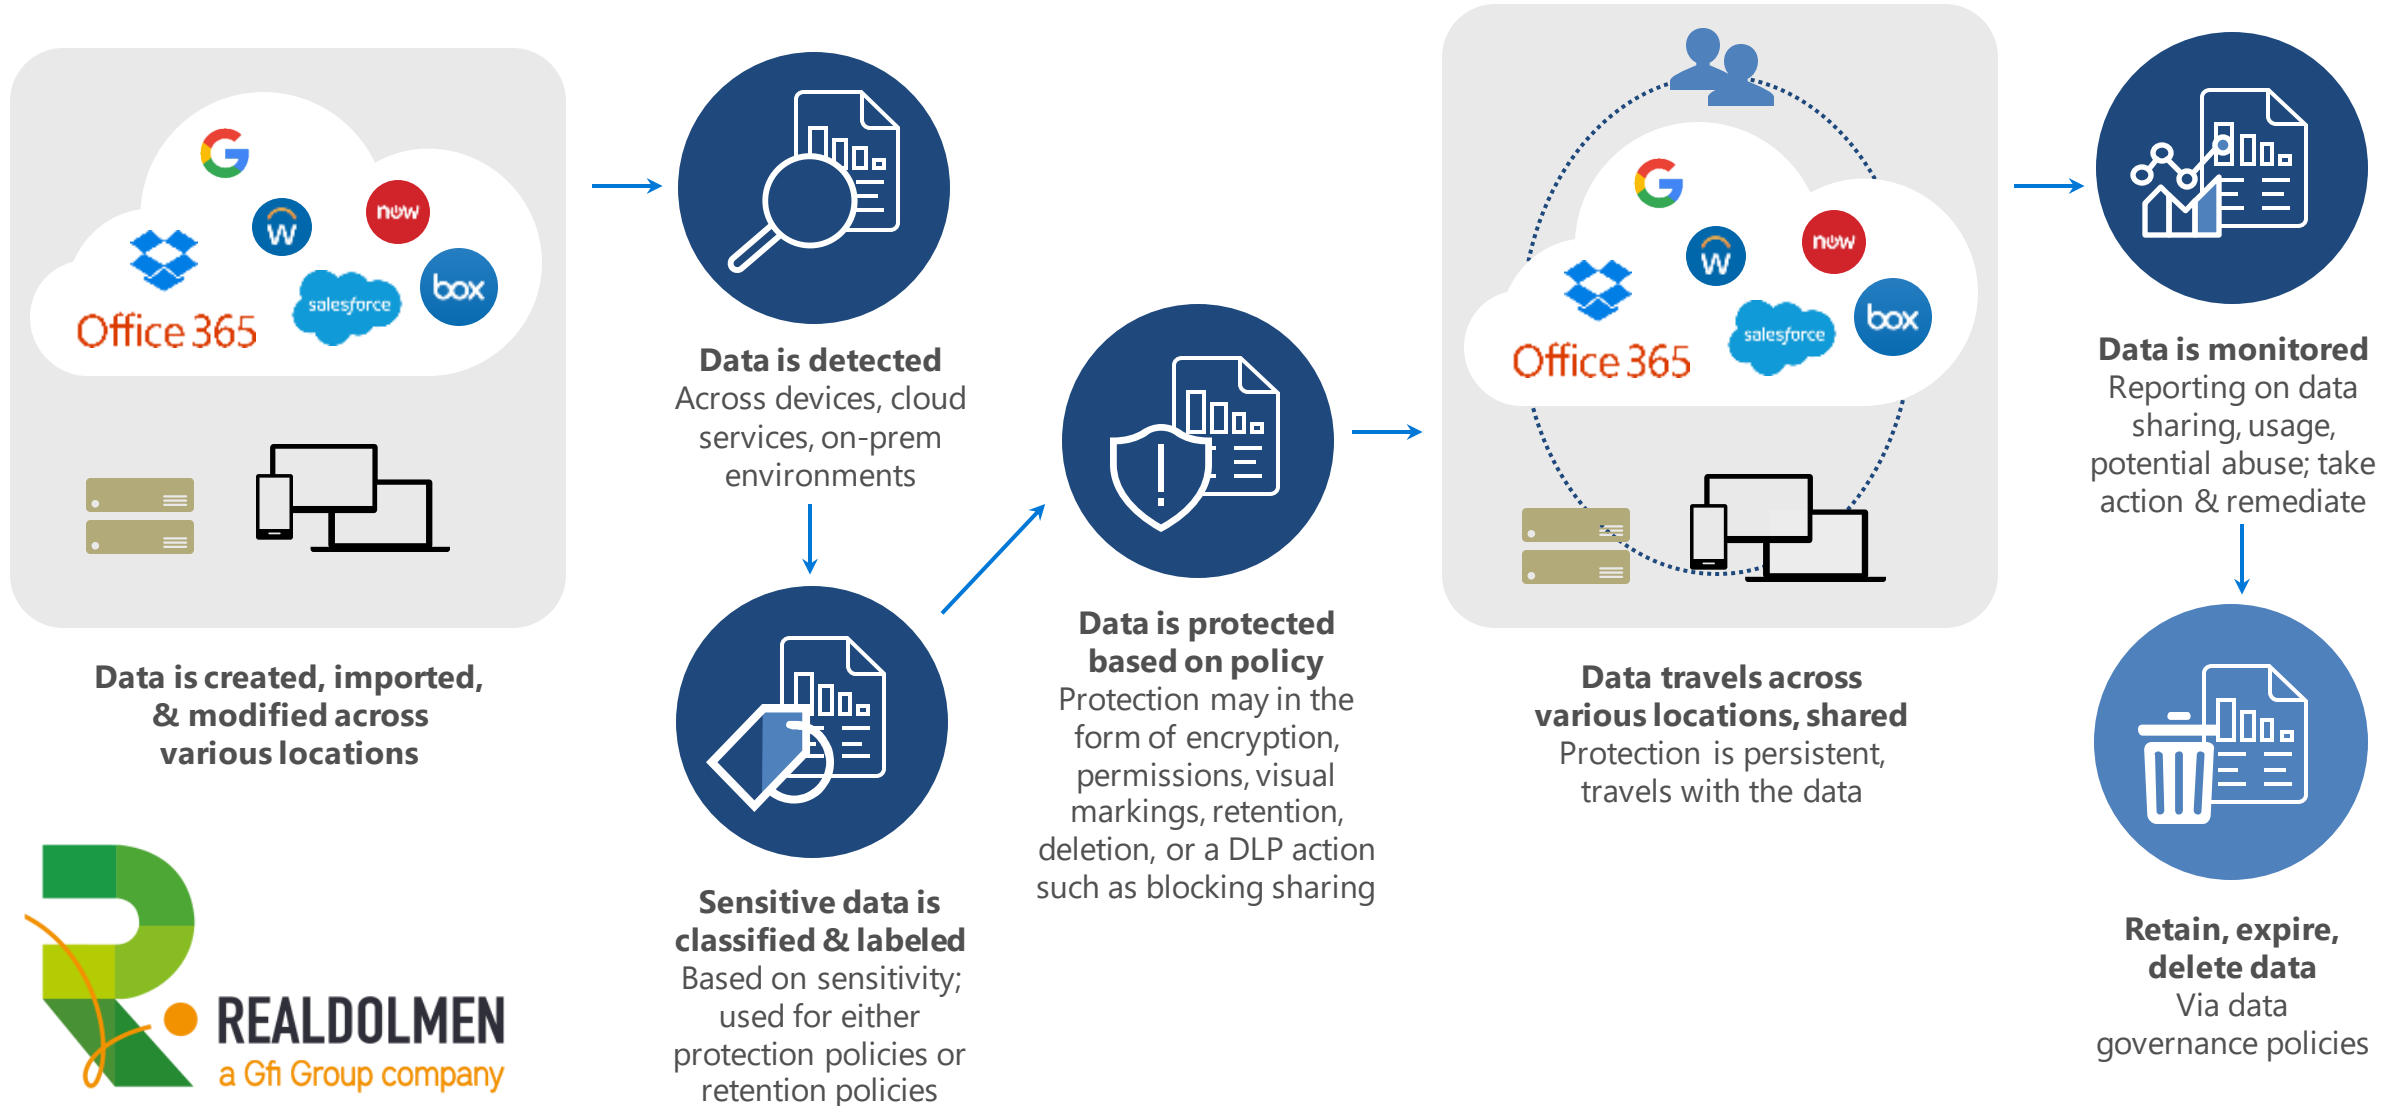 now
W
Office 365
salesforce
box
Data is created, imported,
& modified across
various locations
Data is detected
Across devices, cloud
services, on-prem
environments
Sensitive data is
classified & labeled
Based on sensitivity;
used for either
protection policies or
retention policies
Data is protected
based on policy
Protection may in the
form of encryption,
permissions, visual
markings, retention,
deletion, or a DLP action
such as blocking sharing
now
W
Office 365
salesforce
box
Data travels across
various locations, shared
Protection is persistent,
travels with the data
Data is monitored
Reporting on data
sharing, usage,
potential abuse; take
action & remediate
Retain, expire,
delete data
Via data
governance policies
REALDOLMEN
a Gfi Group company